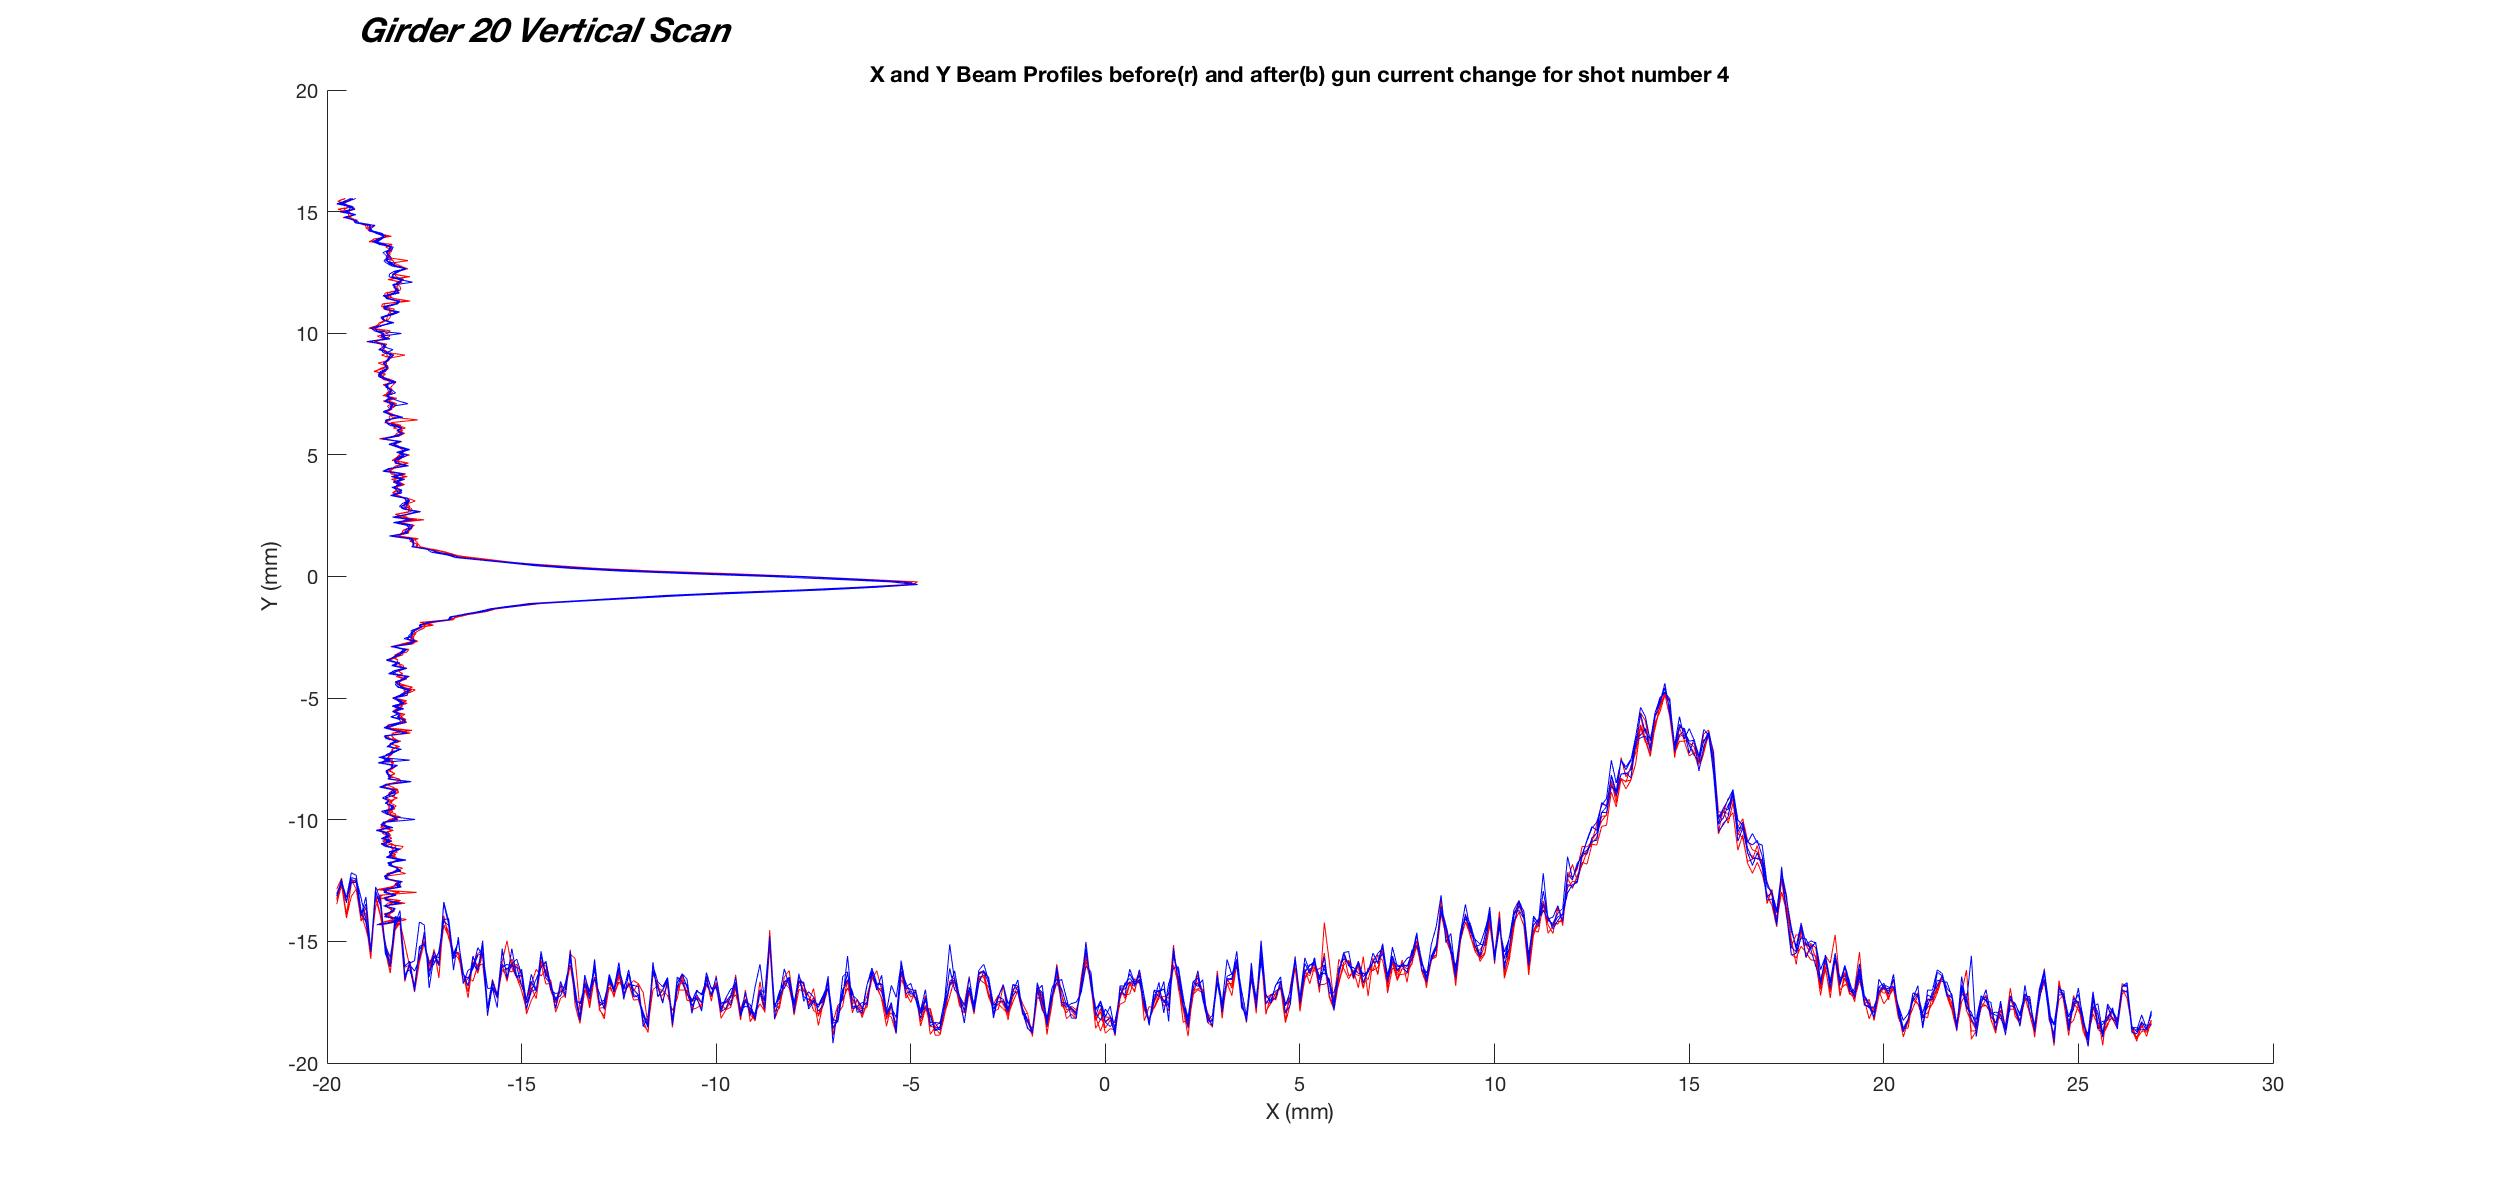 Girder 20 Vertical Scan
X and Y Beam Profiles before(r) and after(b) gun current change for shot number 4
20
15
10
5
0
-5
-10
-15
-20
Y (mm)
-20 -15 -10 -5 0 5 10 15 20 25 30
X (mm)